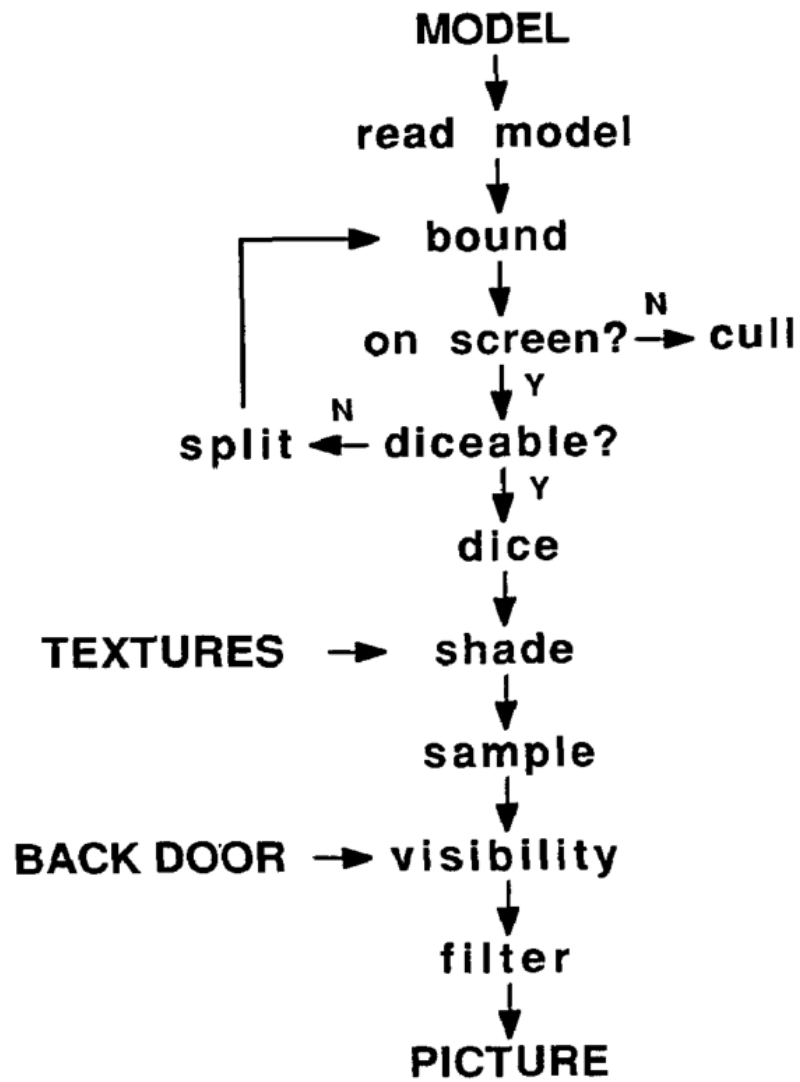 MODEL
read model
bound
N
on screen? cull
Y
N
split diceable?
Y
dice
TEXTURES shade
sample
BACK DOOR visibility
filter
PICTURE